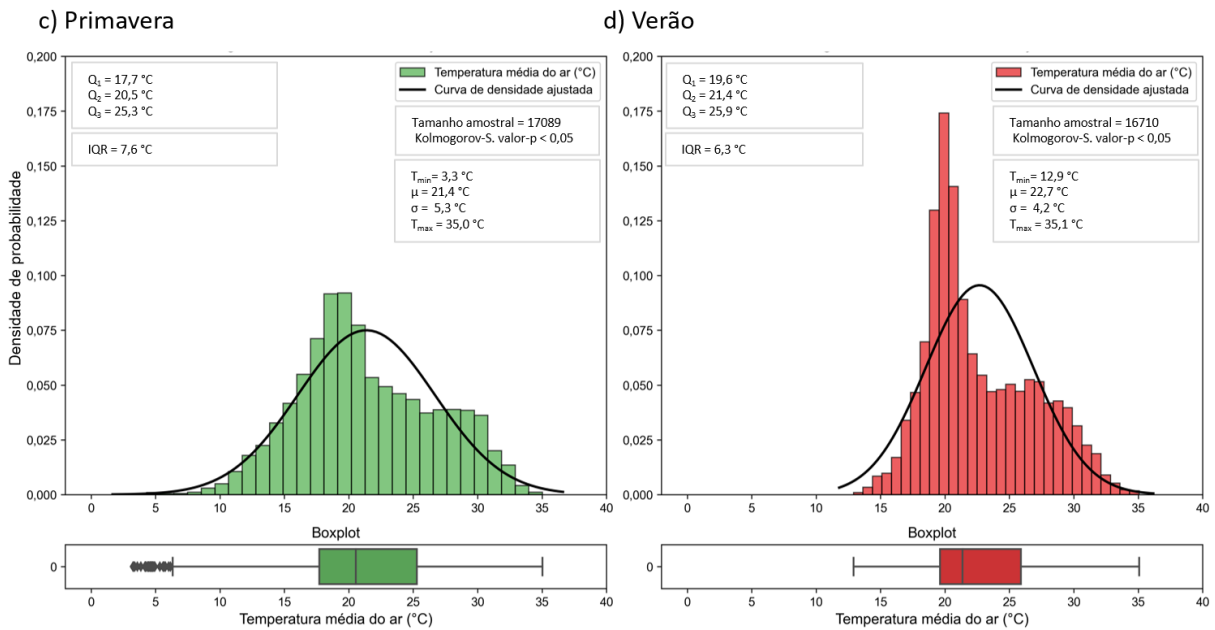 c) Primavera
0,200
0,175
0,150
0,125
0,100
0,075
0,050
0,025
0,000
Densidade de probabilidade
Q1 = 17,7 °C
Q2 = 20,5 °C
Q3 = 25,3 °C
IQR = 7,6 °C
Temperatura média do ar (°C)
Curva de densidade ajustada
Tamanho amostral = 17089
Kolmogorov-S. valor-p < 0,05
Tmin= 3,3 °C
μ = 21,4 °C
σ = 5,3 °C
Tmax = 35,0 °C
0 5 10 15 20 25 30 35 40
Boxplot
0
0 5 10 15 20 25 30 35 40
Temperatura média do ar (°C)
d) Verão
0,200
0,175
0,150
0,125
0,100
0,075
0,050
0,025
0,000
Q1 = 19,6 °C
Q2 = 21,4 °C
Q3 = 25,9 °C
IQR = 6,3 °C
Temperatura média do ar (°C)
Curva de densidade ajustada
Tamanho amostral = 16710
Kolmogorov-S. valor-p < 0,05
Tmin= 12,9 °C
μ = 22,7 °C
σ = 4,2 °C
Tmax = 35,1 °C
0 5 10 15 20 25 30 35 40
Boxplot
0
0 5 10 15 20 25 30 35 40
Temperatura média do ar (°C)